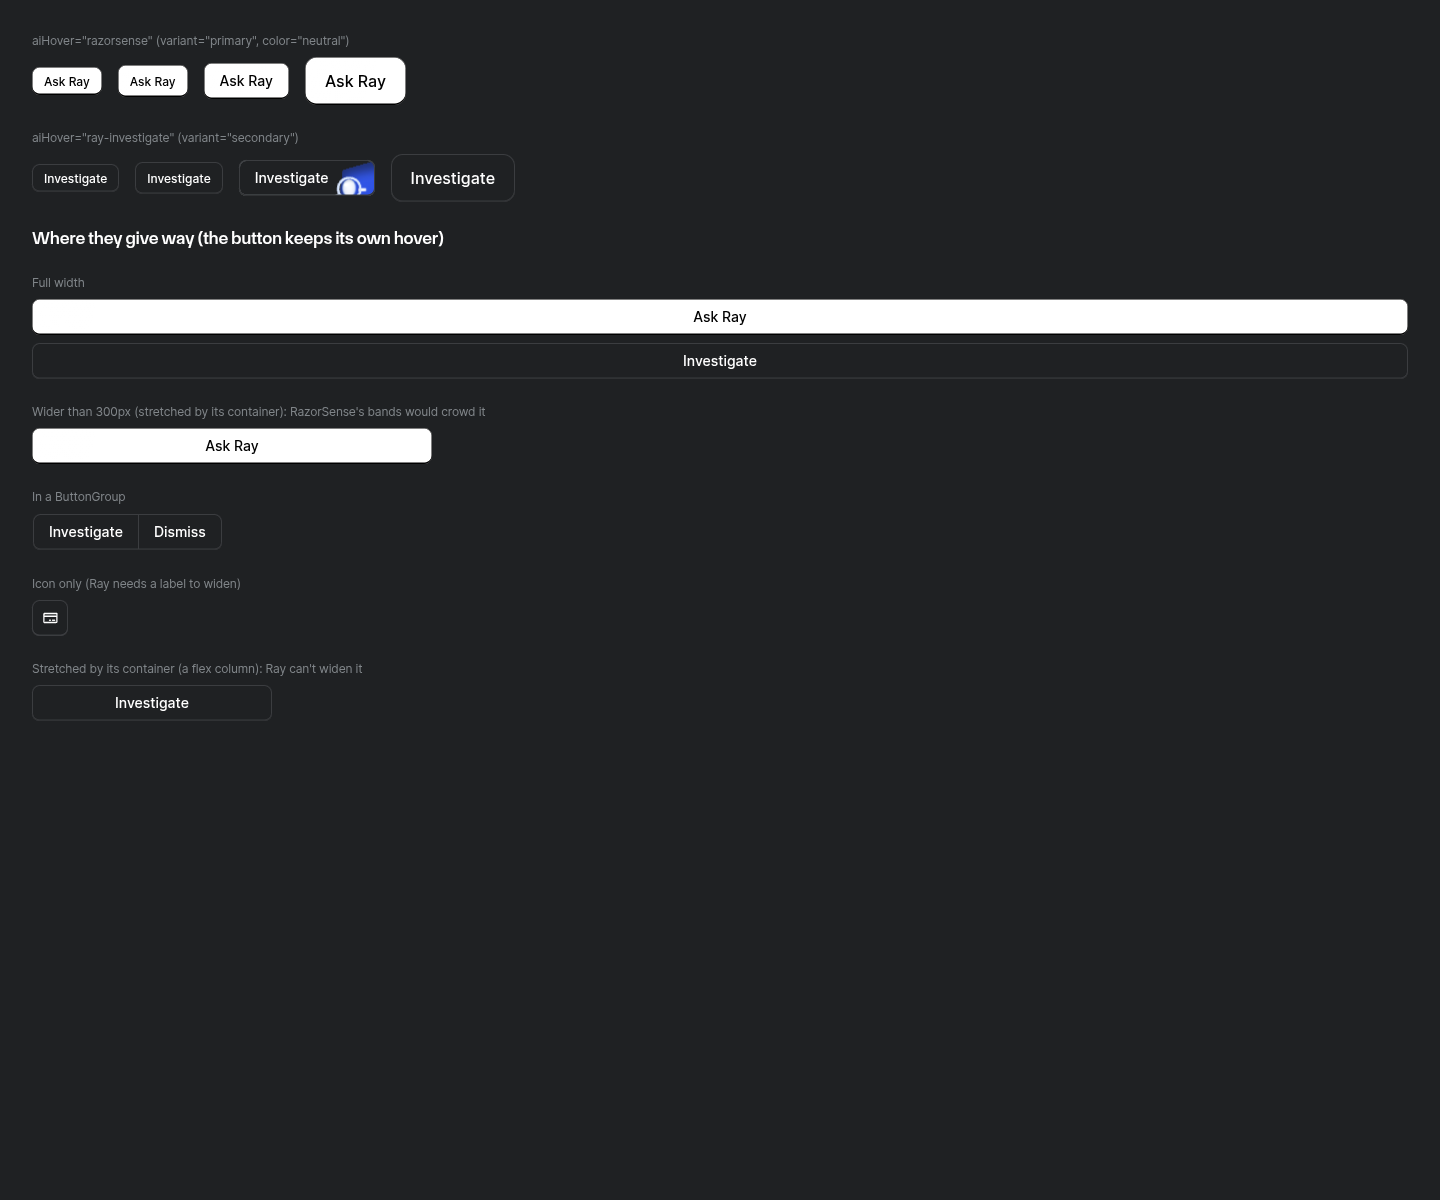 aiHover="razorsense" (variant="primary", color="neutral")
Ask Ray Ask Ray Ask Ray Ask Ray
aiHover="ray-investigate" (variant="secondary")
Investigate Investigate Investigate Investigate
Where they give way (the button keeps its own hover)
Full width
Ask Ray
Investigate
Wider than 300px (stretched by its container): RazorSense's bands would crowd it
Ask Ray
In a ButtonGroup
Investigate Dismiss
Icon only (Ray needs a label to widen)
Stretched by its container (a flex column): Ray can't widen it
Investigate